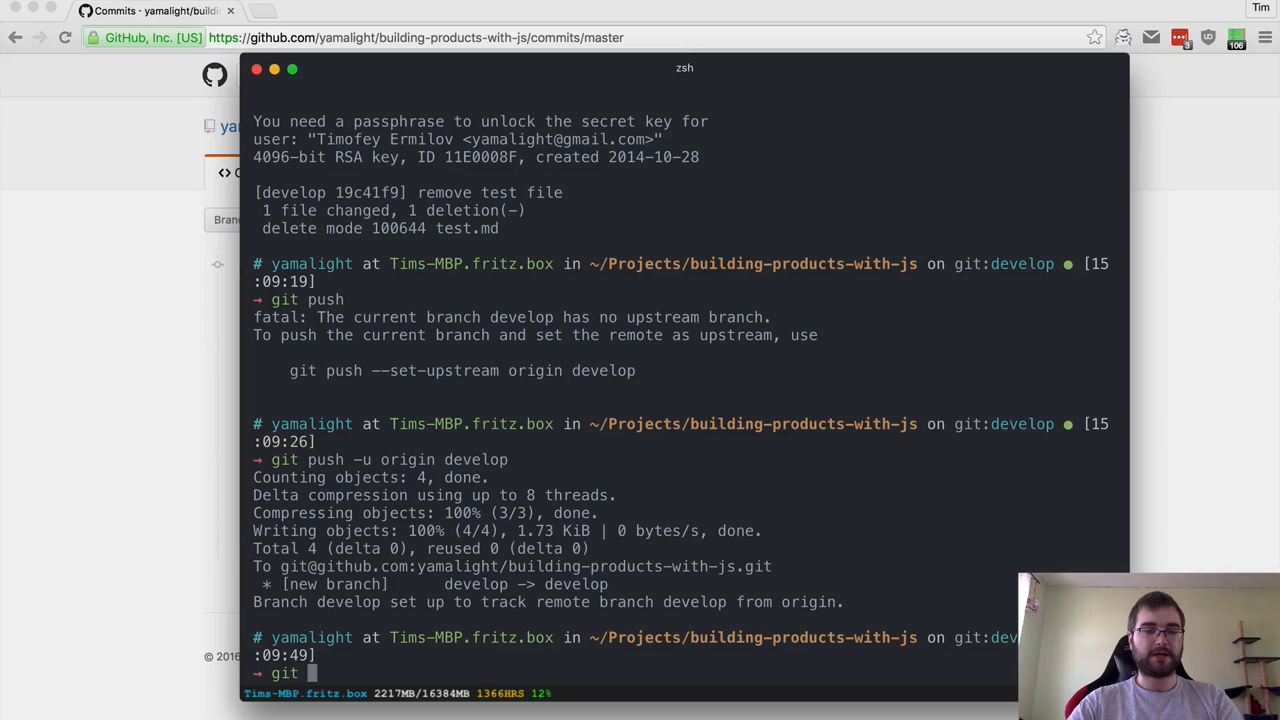 Commits · yamalight/buildi
Tim
GitHub, Inc. [US] https://github.com/yamalight/building-products-with-js/commits/master
3
106
zsh
ya
Bran
© 2016
You need a passphrase to unlock the secret key for
user: "Timofey Ermilov <yamalight@gmail.com>"
4096-bit RSA key, ID 11E0008F, created 2014-10-28
[develop 19c41f9] remove test file
1 file changed, 1 deletion(-)
delete mode 100644 test.md
# yamalight at Tims-MBP.fritz.box in ~/Projects/building-products-with-js on git:develop ● [15
:09:19]
→ git push
fatal: The current branch develop has no upstream branch.
To push the current branch and set the remote as upstream, use
git push --set-upstream origin develop
# yamalight at Tims-MBP.fritz.box in ~/Projects/building-products-with-js on git:develop ● [15
:09:26]
→ git push -u origin develop
Counting objects: 4, done.
Delta compression using up to 8 threads.
Compressing objects: 100% (3/3), done.
Writing objects: 100% (4/4), 1.73 KiB | 0 bytes/s, done.
Total 4 (delta 0), reused 0 (delta 0)
To git@github.com:yamalight/building-products-with-js.git
* [new branch] develop -> develop
Branch develop set up to track remote branch develop from origin.
# yamalight at Tims-MBP.fritz.box in ~/Projects/building-products-with-js on git:dev
:09:49]
→ git
Tims-MBP.fritz.box 2217MB/16384MB 1366HRS 12%